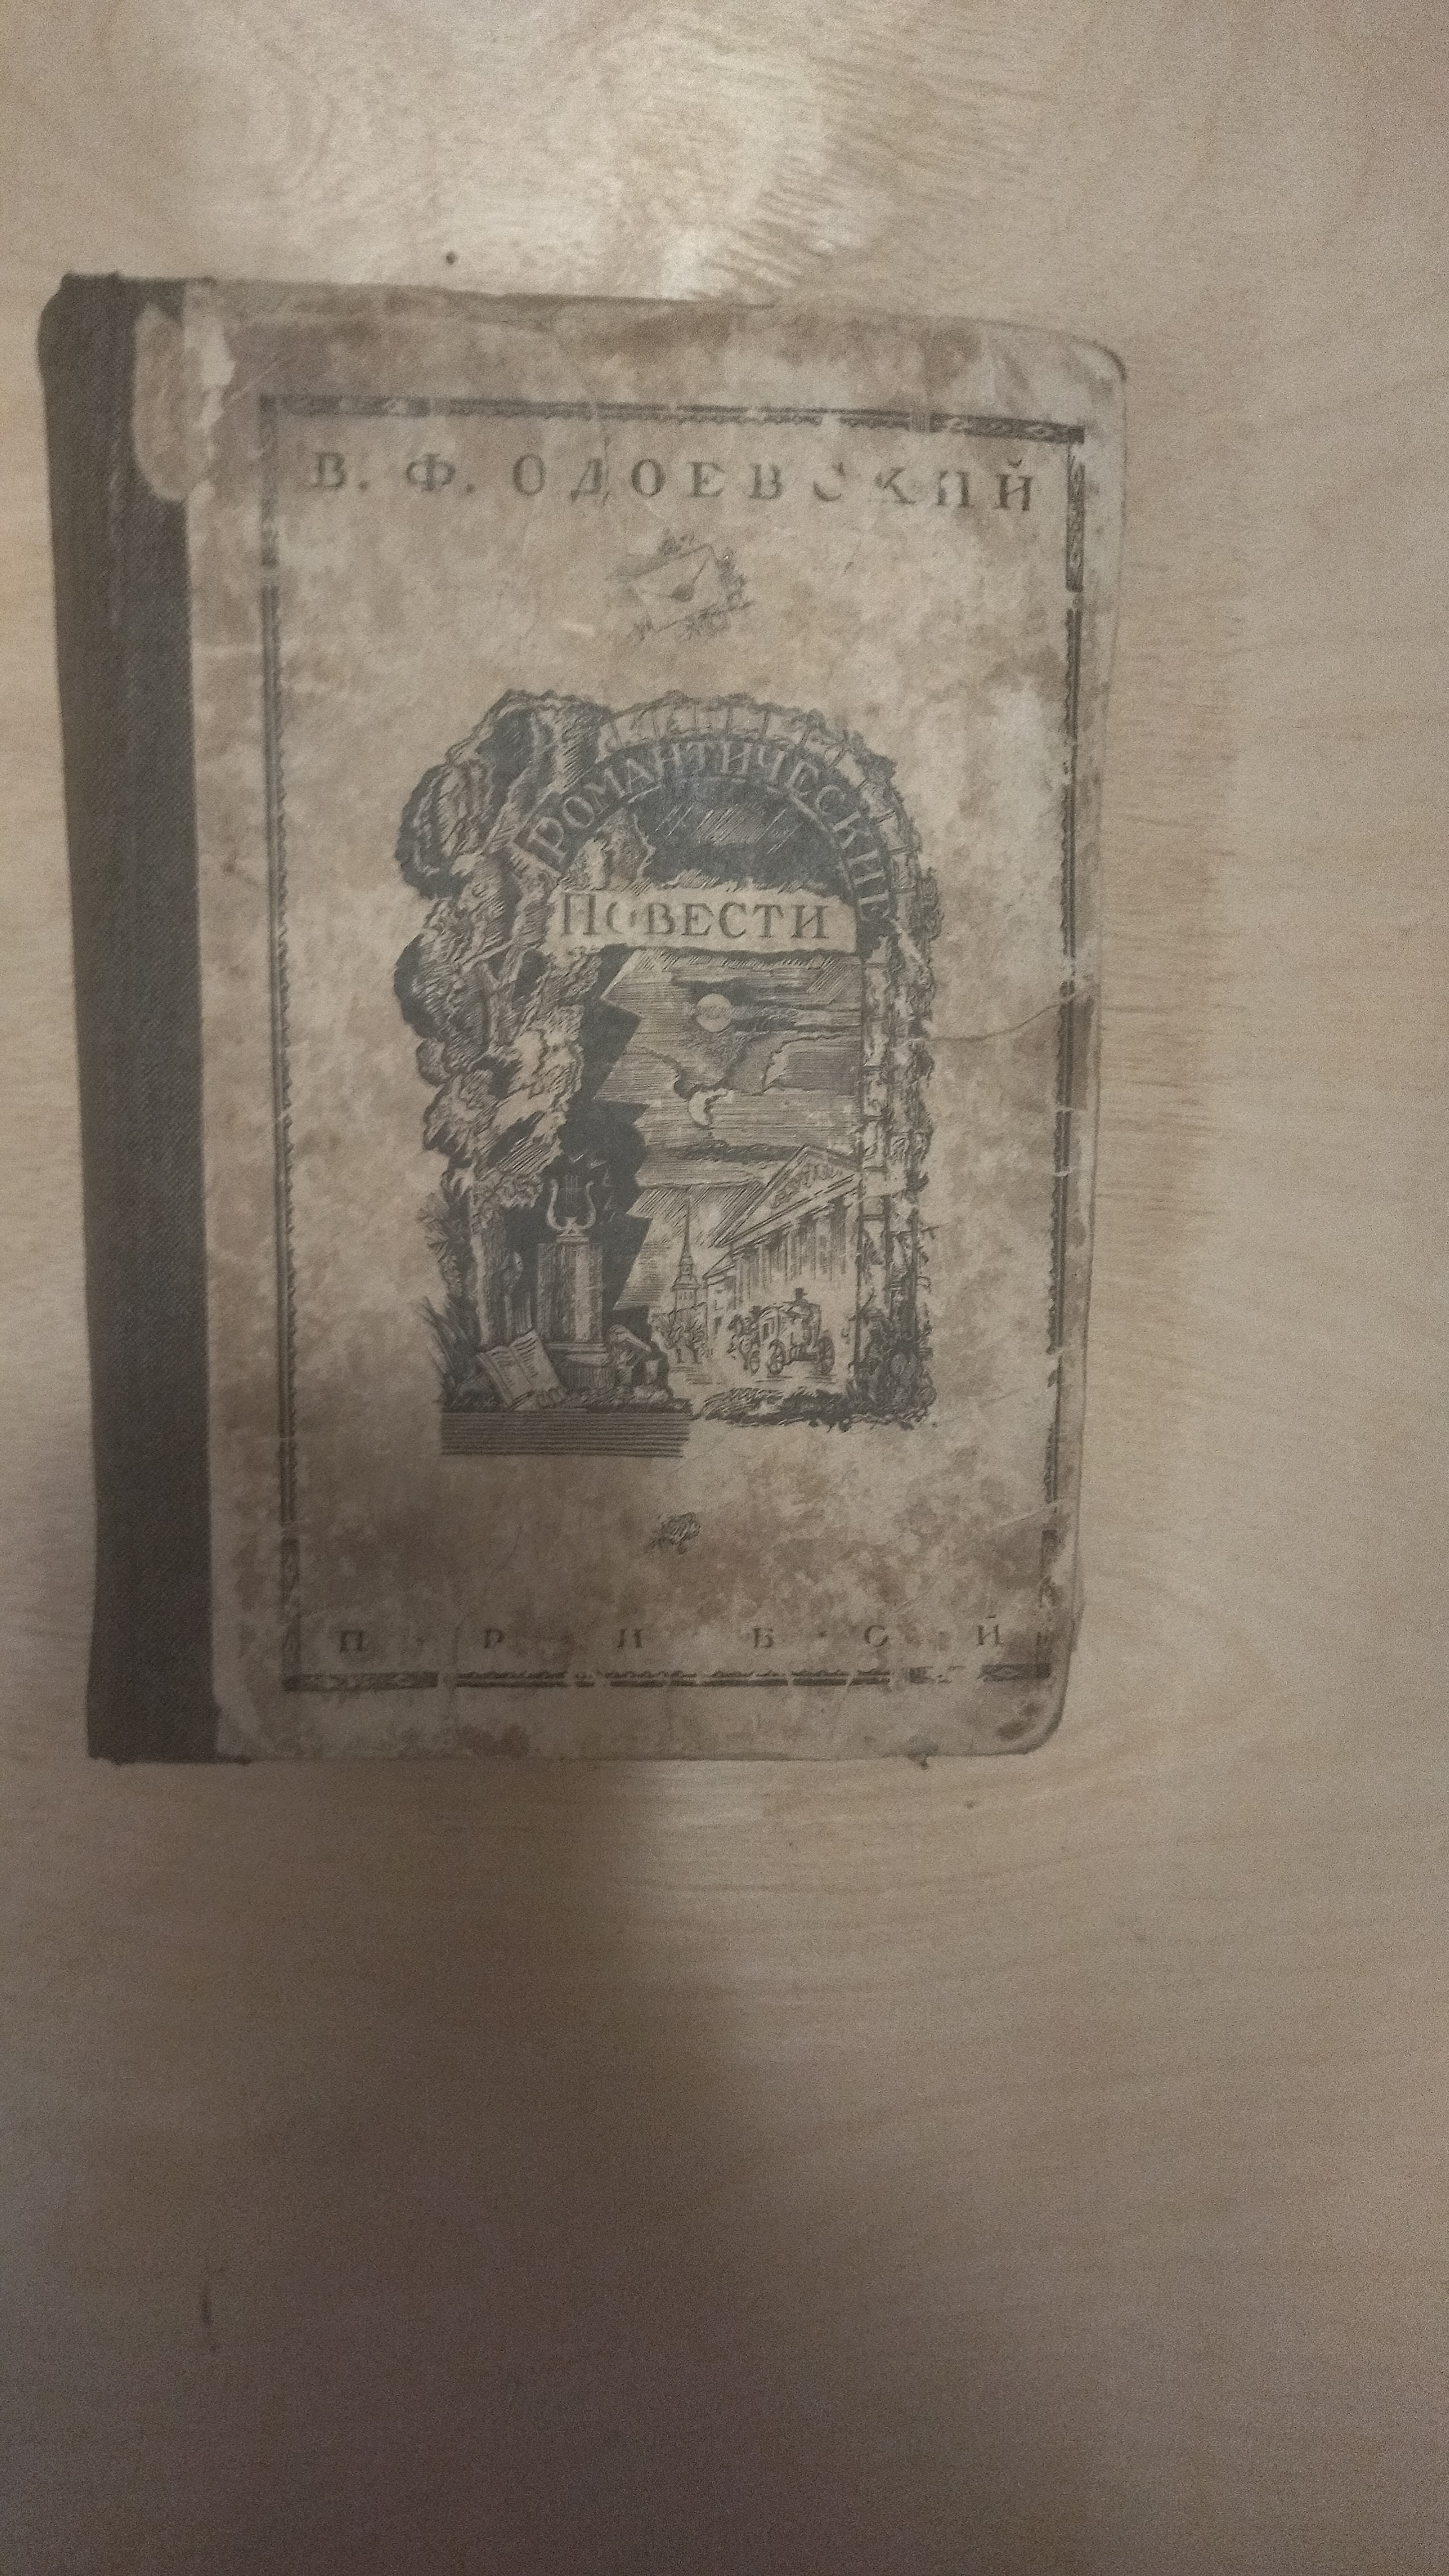 В. Ф. ОДОЕВСКИЙ
РОМАНТИЧЕСКИЕ
ПОВЕСТИ
П·Р·И·Б·О·Й